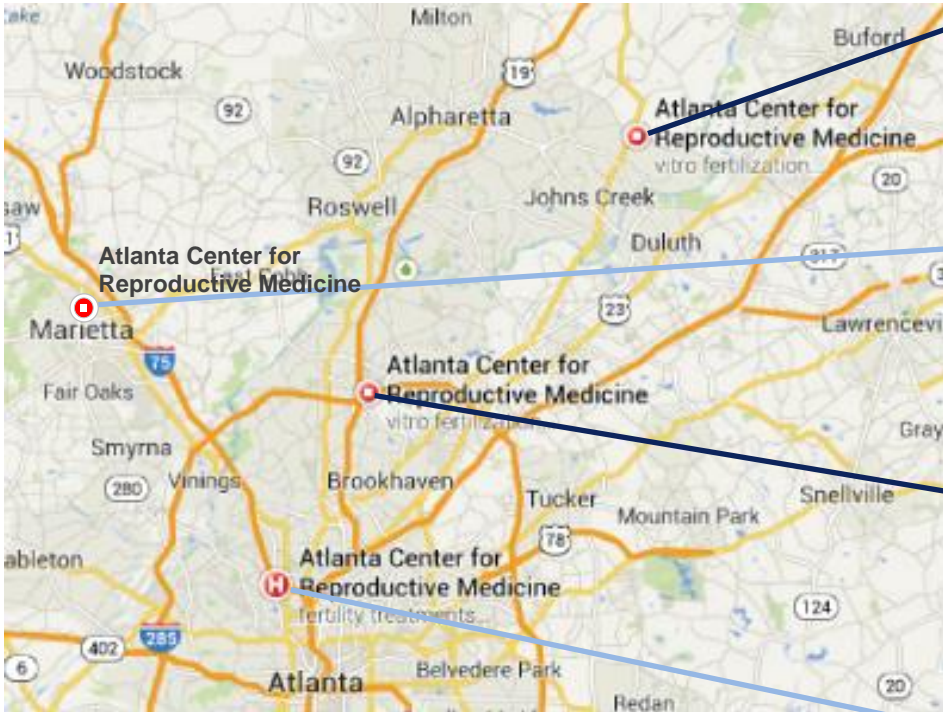 Lake
Milton
Buford
Woodstock
19
92
Alpharetta
Atlanta Center for
Reproductive Medicine
vitro fertilization...
92
20
Roswell
Johns Creek
Duluth
Atlanta Center for
Reproductive Medicine
East Cobb
317
23
Marietta
Lawrencevi
75
Atlanta Center for
Reproductive Medicine
vitro fertilization...
Fair Oaks
Gray
Smyrna
280
Vinings
Brookhaven
Tucker
Snellville
Mountain Park
78
Atlanta Center for
Reproductive Medicine
fertility treatments...
H
ableton
124
285
402
6
Belvedere Park
Atlanta
20
Redan